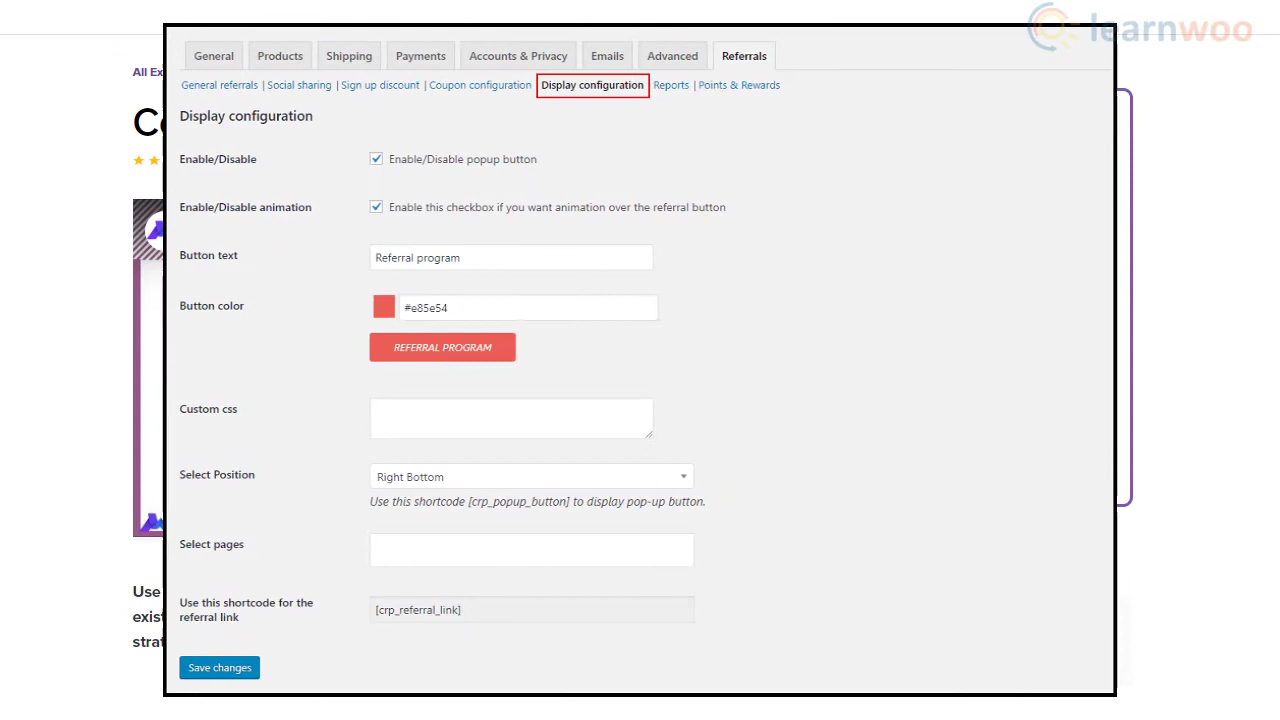 learnwoo
General Products Shipping Payments Accounts & Privacy Emails Advanced Referrals
General referrals | Social sharing | Sign up discount | Coupon configuration Display configuration Reports | Points & Rewards
All Ex
Co
Display configuration
Enable/Disable Enable/Disable popup button
Enable/Disable animation Enable this checkbox if you want animation over the referral button
Button text Referral program
Button color #e85e54
REFERRAL PROGRAM
Custom css
Select Position Right Bottom
Use this shortcode [crp_popup_button] to display pop-up button.
Select pages
Use this shortcode for the
referral link
[crp_referral_link]
Use
exist
strat
Save changes